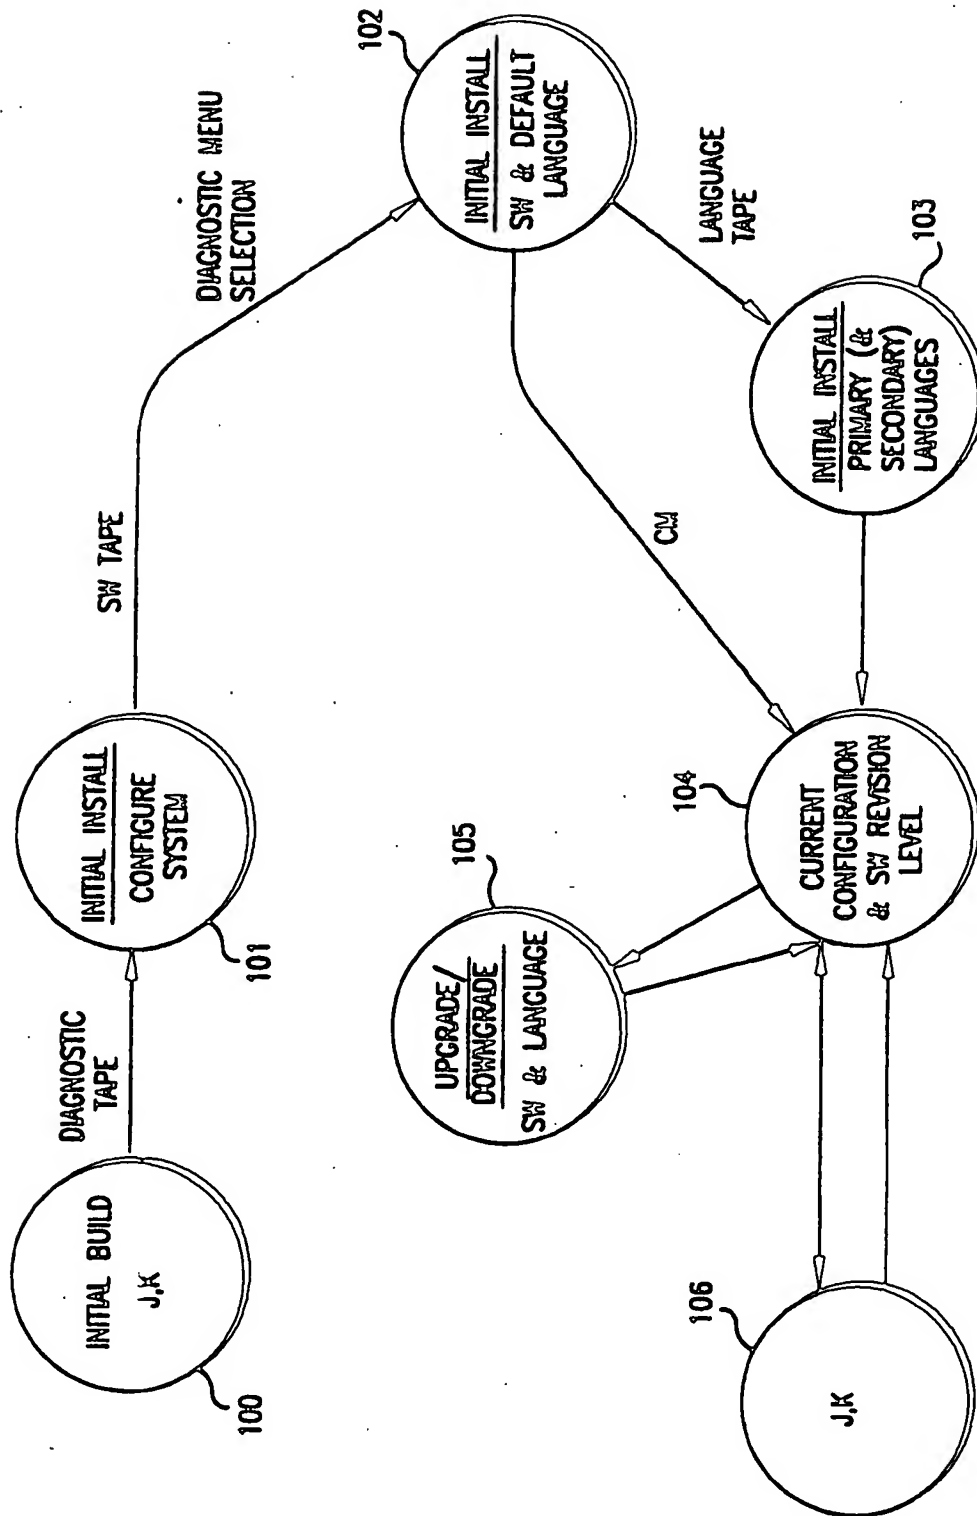 INITIAL BUILD
J,K
100
DIAGNOSTIC
TAPE
INITIAL INSTALL
CONFIGURE
SYSTEM
101
SW TAPE
DIAGNOSTIC MENU
SELECTION
INITIAL INSTALL
SW & DEFAULT
LANGUAGE
102
LANGUAGE
TAPE
CM
INITIAL INSTALL
PRIMARY (&
SECONDARY)
LANGUAGES
103
CURRENT
CONFIGURATION
& SW REVISION
LEVEL
104
UPGRADE/
DOWNGRADE
SW & LANGUAGE
105
J,K
106